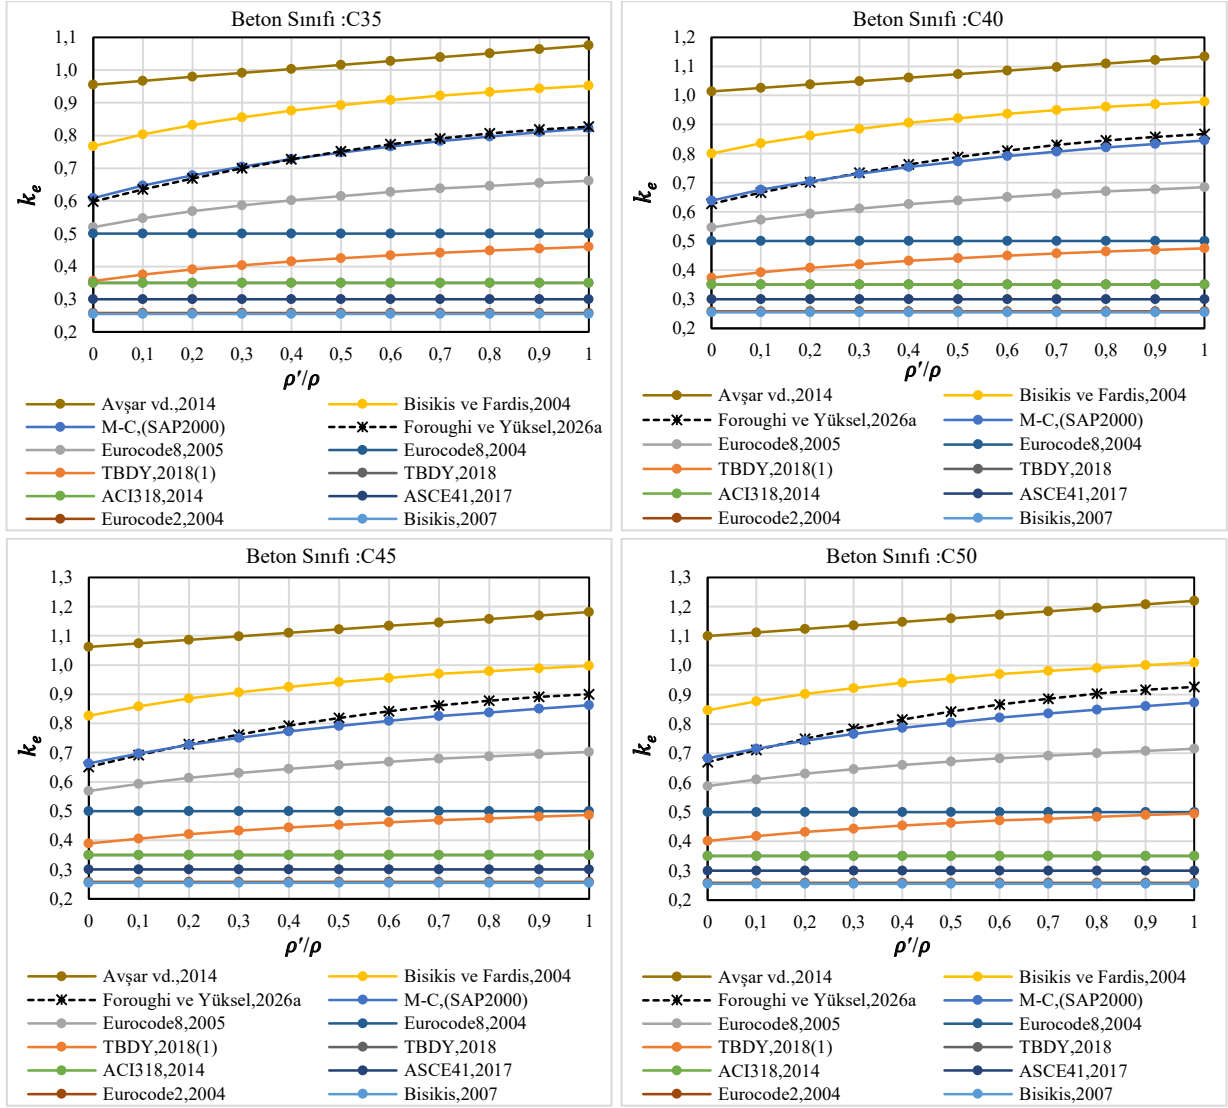 Beton Sınıfı :C35
1,1
1,0
0,9
0,8
0,7
0,6
0,5
0,4
0,3
0,2
k_e
0 0,1 0,2 0,3 0,4 0,5 0,6 0,7 0,8 0,9 1
ρ′/ρ
Avşar vd.,2014 Bisikis ve Fardis,2004
M-C,(SAP2000) Foroughi ve Yüksel,2026a
Eurocode8,2005 Eurocode8,2004
TBDY,2018(1) TBDY,2018
ACI318,2014 ASCE41,2017
Eurocode2,2004 Bisikis,2007
Beton Sınıfı :C40
1,2
1,1
1,0
0,9
0,8
0,7
0,6
0,5
0,4
0,3
0,2
k_e
0 0,1 0,2 0,3 0,4 0,5 0,6 0,7 0,8 0,9 1
ρ′/ρ
Avşar vd.,2014 Bisikis ve Fardis,2004
Foroughi ve Yüksel,2026a M-C,(SAP2000)
Eurocode8,2005 Eurocode8,2004
TBDY,2018(1) TBDY,2018
ACI318,2014 ASCE41,2017
Eurocode2,2004 Bisikis,2007
Beton Sınıfı :C45
1,3
1,2
1,1
1,0
0,9
0,8
0,7
0,6
0,5
0,4
0,3
0,2
k_e
0 0,1 0,2 0,3 0,4 0,5 0,6 0,7 0,8 0,9 1
ρ′/ρ
Avşar vd.,2014 Bisikis ve Fardis,2004
Foroughi ve Yüksel,2026a M-C,(SAP2000)
Eurocode8,2005 Eurocode8,2004
TBDY,2018(1) TBDY,2018
ACI318,2014 ASCE41,2017
Eurocode2,2004 Bisikis,2007
Beton Sınıfı :C50
1,3
1,2
1,1
1,0
0,9
0,8
0,7
0,6
0,5
0,4
0,3
0,2
k_e
0 0,1 0,2 0,3 0,4 0,5 0,6 0,7 0,8 0,9 1
ρ′/ρ
Avşar vd.,2014 Bisikis ve Fardis,2004
Foroughi ve Yüksel,2026a M-C,(SAP2000)
Eurocode8,2005 Eurocode8,2004
TBDY,2018(1) TBDY,2018
ACI318,2014 ASCE41,2017
Eurocode2,2004 Bisikis,2007